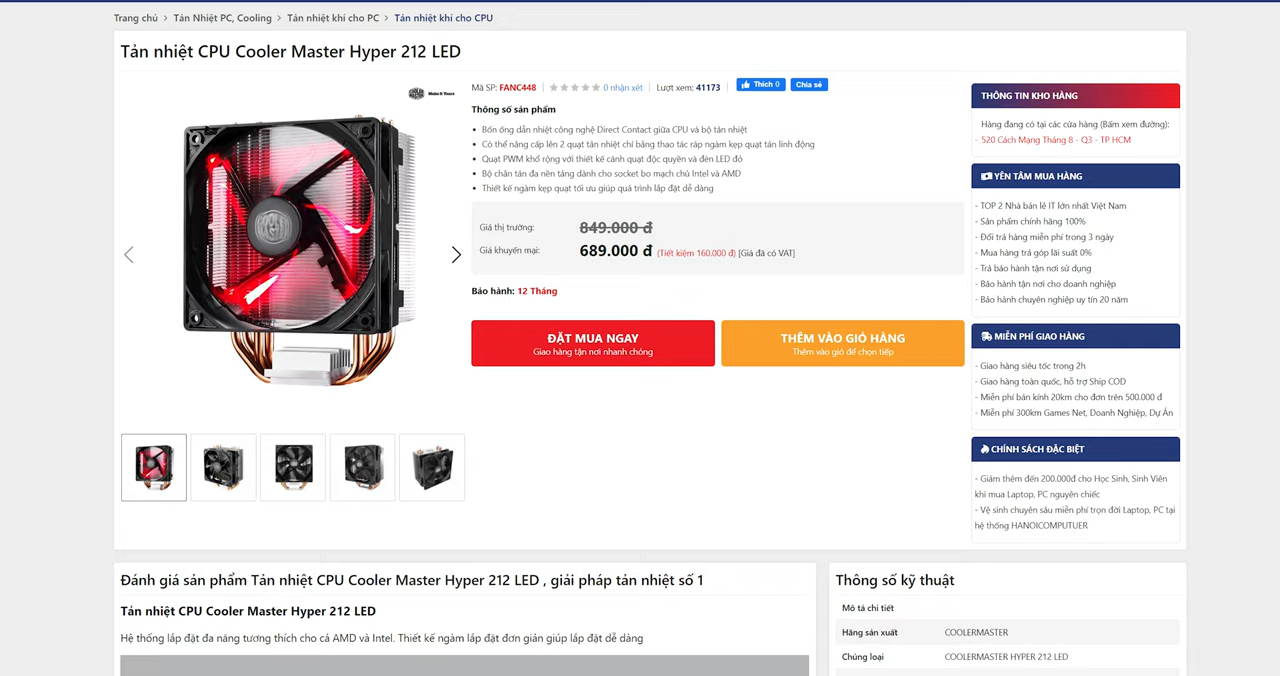 Trang chủ > Tản Nhiệt PC, Cooling > Tản nhiệt khí cho PC > Tản nhiệt khí cho CPU
Tản nhiệt CPU Cooler Master Hyper 212 LED
Make It Yours
Mã SP: FANC448 0 nhận xét Lượt xem: 41173 Thích 0 Chia sẻ
Thông số sản phẩm
Bốn ống dẫn nhiệt công nghệ Direct Contact giữa CPU và bộ tản nhiệt
Có thể nâng cấp lên 2 quạt tản nhiệt chỉ bằng thao tác ráp ngàm kẹp quạt tản linh động
Quạt PWM khổ rộng với thiết kế cánh quạt độc quyền và đèn LED đỏ
Bộ chân tản đa nền tảng dành cho socket bo mạch chủ Intel và AMD
Thiết kế ngàm kẹp quạt tối ưu giúp quá trình lắp đặt dễ dàng
Giá thị trường: 849.000 đ
Giá khuyến mại: 689.000 đ (Tiết kiệm 160.000 đ) [Giá đã có VAT]
Bảo hành: 12 Tháng
ĐẶT MUA NGAY
Giao hàng tận nơi nhanh chóng
THÊM VÀO GIỎ HÀNG
Thêm vào giỏ để chọn tiếp
THÔNG TIN KHO HÀNG
Hàng đang có tại các cửa hàng (Bấm xem đường):
- 520 Cách Mạng Tháng 8 - Q3 - TP HCM
YÊN TÂM MUA HÀNG
- TOP 2 Nhà bán lẻ IT lớn nhất Việt Nam
- Sản phẩm chính hãng 100%
- Đổi trả hàng miễn phí trong 3 ngày
- Mua hàng trả góp lãi suất 0%
- Trả bảo hành tận nơi sử dụng
- Bảo hành tận nơi cho doanh nghiệp
- Bảo hành chuyên nghiệp uy tín 20 năm
MIỄN PHÍ GIAO HÀNG
- Giao hàng siêu tốc trong 2h
- Giao hàng toàn quốc, hỗ trợ Ship COD
- Miễn phí bán kính 20km cho đơn trên 500.000 đ
- Miễn phí 300km Games Net, Doanh Nghiệp, Dự Án
CHÍNH SÁCH ĐẶC BIỆT
- Giảm thêm đến 200.000đ cho Học Sinh, Sinh Viên
khi mua Laptop, PC nguyên chiếc
- Vệ sinh chuyên sâu miễn phí trọn đời Laptop, PC tại
hệ thống HANOICOMPUTUER
Đánh giá sản phẩm Tản nhiệt CPU Cooler Master Hyper 212 LED , giải pháp tản nhiệt số 1
Tản nhiệt CPU Cooler Master Hyper 212 LED
Hệ thống lắp đặt đa năng tương thích cho cả AMD và Intel. Thiết kế ngàm lắp đặt đơn giản giúp lắp đặt dễ dàng
Thông số kỹ thuật
Mô tả chi tiết
Hãng sản xuất COOLERMASTER
Chủng loại COOLERMASTER HYPER 212 LED